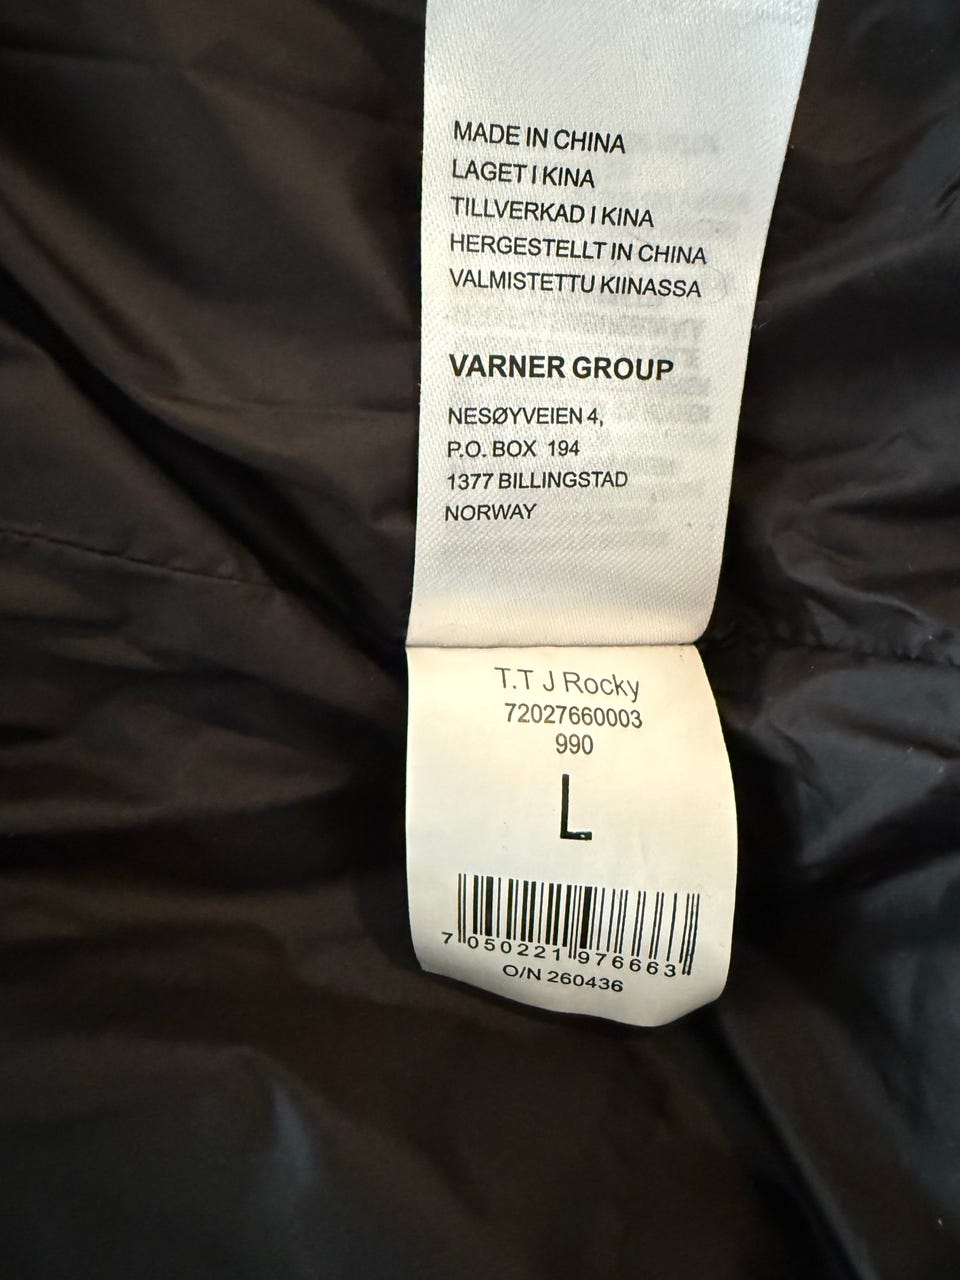 MADE IN CHINA
LAGET I KINA
TILLVERKAD I KINA
HERGESTELLT IN CHINA
VALMISTETTU KIINASSA
VARNER GROUP
NESØYVEIEN 4,
P.O. BOX 194
1377 BILLINGSTAD
NORWAY
T.T J Rocky
72027660003
990
L
7 050221 976663
O/N 260436